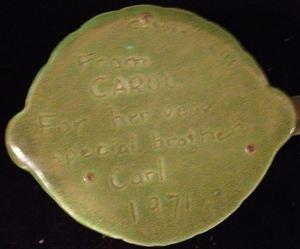 From
CAROL
For her very
special brother
Carl
1971